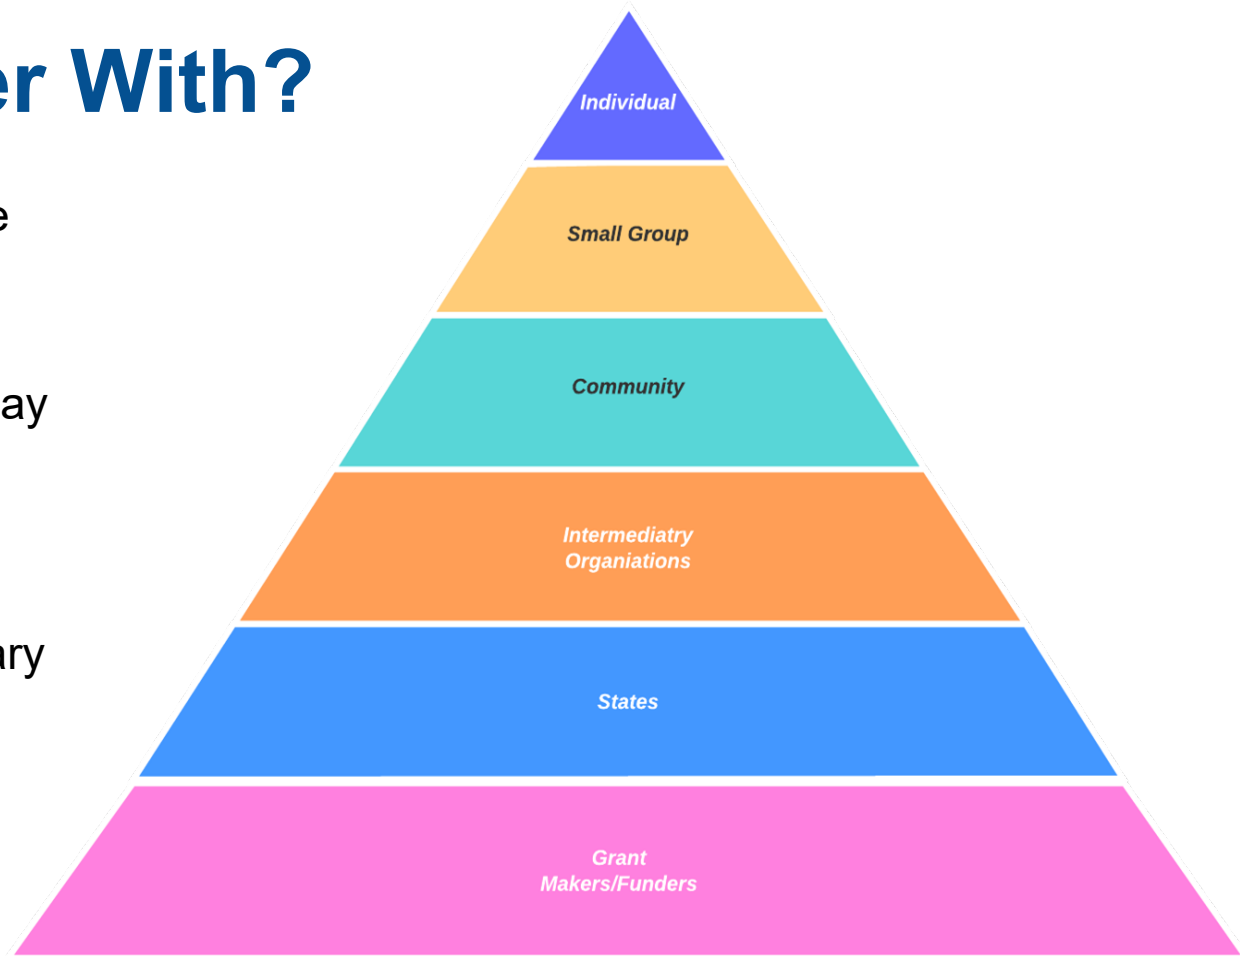 er With?
Individual
e
Small Group
Community
ay
Intermediatry
Organiations
ary
States
Grant
Makers/Funders